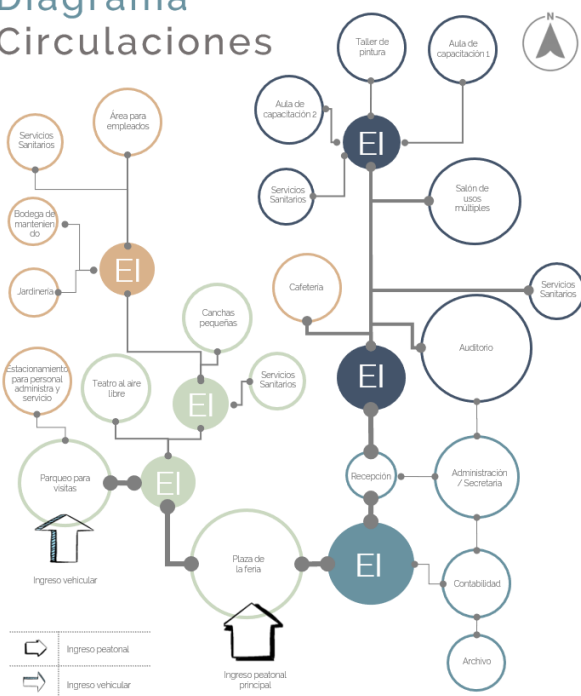 Diagrama
Circulaciones
N
Taller de
pintura
Aula de
capacitación 1
Aula de
capacitación 2
EI
Servicios
Sanitarios
Salón de
usos
múltiples
Área para
empleados
Servicios
Sanitarios
Bodega de
mantenien
do
Jardinería
EI
Cafetería
Servicios
Sanitarios
Canchas
pequeñas
Auditorio
Estacionamiento
para personal
administra y
servicio
Teatro al aire
libre
Servicios
Sanitarios
EI
EI
Parqueo para
visitas
EI
Recepción
Administración
/ Secretaria
Ingreso vehicular
Plaza de
la feria
EI
Contabilidad
Archivo
Ingreso peatonal
principal
Ingreso peatonal
Ingreso vehicular